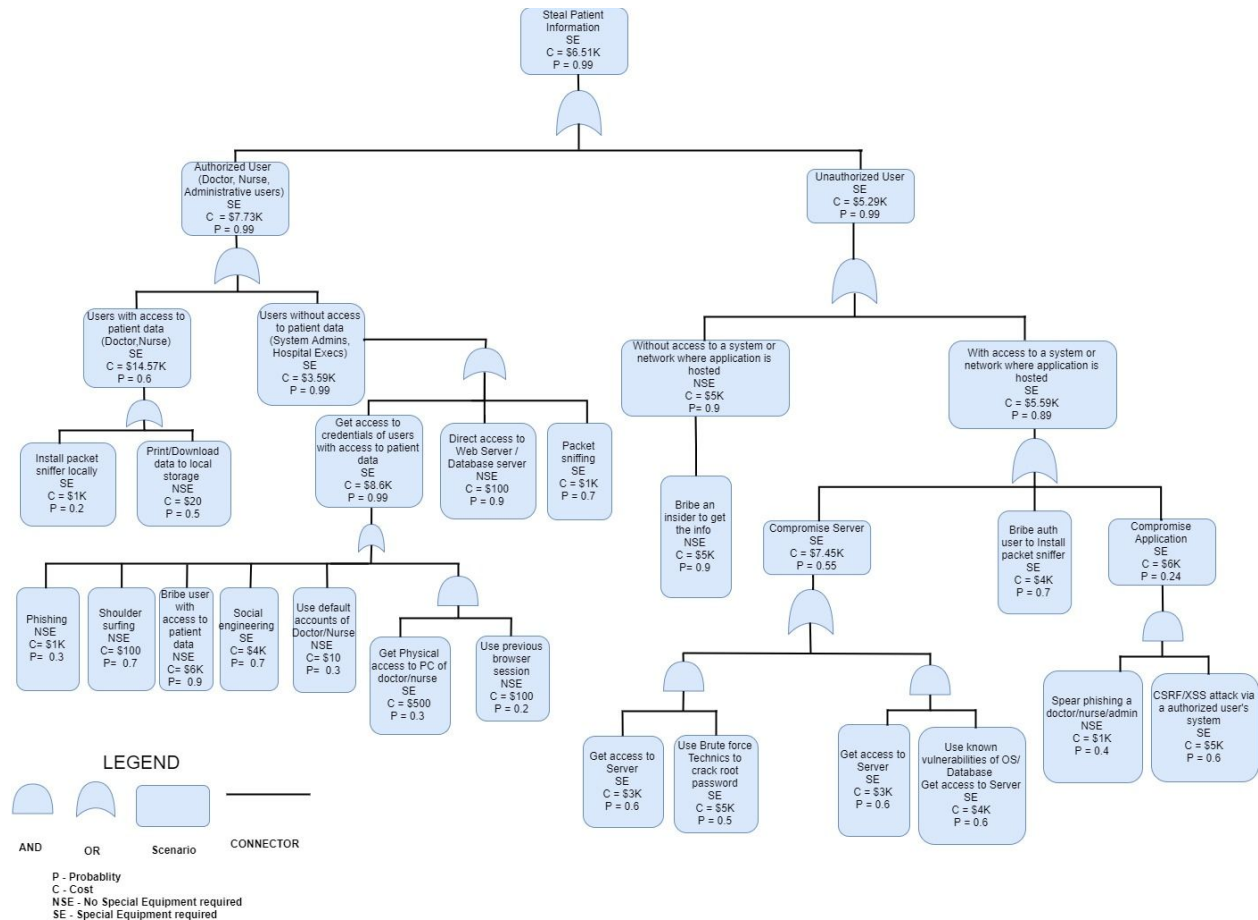 Steal Patient
Information
SE
C = $6.51K
P = 0.99
Authorized User
(Doctor, Nurse,
Administrative users)
SE
C = $7.73K
P = 0.99
Unauthorized User
SE
C = $5.29K
P = 0.99
Users with access to
patient data
(Doctor,Nurse)
SE
C = $14.57K
P = 0.6
Users without access
to patient data
(System Admins,
Hospital Execs)
SE
C = $3.59K
P = 0.99
Without access to a system or
network where application is
hosted
NSE
C = $5K
P= 0.9
With access to a system or
network where application is
hosted
SE
C = $5.59K
P = 0.89
Install packet
sniffer locally
SE
C = $1K
P = 0.2
Print/Download
data to local
storage
NSE
C = $20
P = 0.5
Get access to
credentials of users
with access to patient
data
SE
C = $8.6K
P = 0.99
Direct access to
Web Server /
Database server
NSE
C = $100
P = 0.9
Packet
sniffing
SE
C = $1K
P = 0.7
Bribe an
insider to get
the info
NSE
C = $5K
P= 0.9
Compromise Server
SE
C = $7.45K
P = 0.55
Bribe auth
user to Install
packet sniffer
SE
C = $4K
P = 0.7
Compromise
Application
SE
C = $6K
P = 0.24
Phishing
NSE
C= $1K
P= 0.3
Shoulder
surfing
NSE
C= $100
P= 0.7
Bribe user
with
access to
patient
data
NSE
C= $6K
P= 0.9
Social
engineering
SE
C= $4K
P= 0.7
Use default
accounts of
Doctor/Nurse
NSE
C= $10
P= 0.3
Get Physical
access to PC of
doctor/nurse
SE
C = $500
P = 0.3
Use previous
browser
session
NSE
C = $100
P = 0.2
Get access to
Server
SE
C = $3K
P = 0.6
Use Brute force
Technics to
crack root
password
SE
C = $5K
P = 0.5
Get access to
Server
SE
C = $3K
P = 0.6
Use known
vulnerabilities of OS/
Database
Get access to Server
SE
C = $4K
P = 0.6
Spear phishing a
doctor/nurse/admin
NSE
C = $1K
P = 0.4
CSRF/XSS attack via
a authorized user's
system
SE
C = $5K
P = 0.6
LEGEND
AND
OR
Scenario
CONNECTOR
P - Probablity
C - Cost
NSE - No Special Equipment required
SE - Special Equipment required